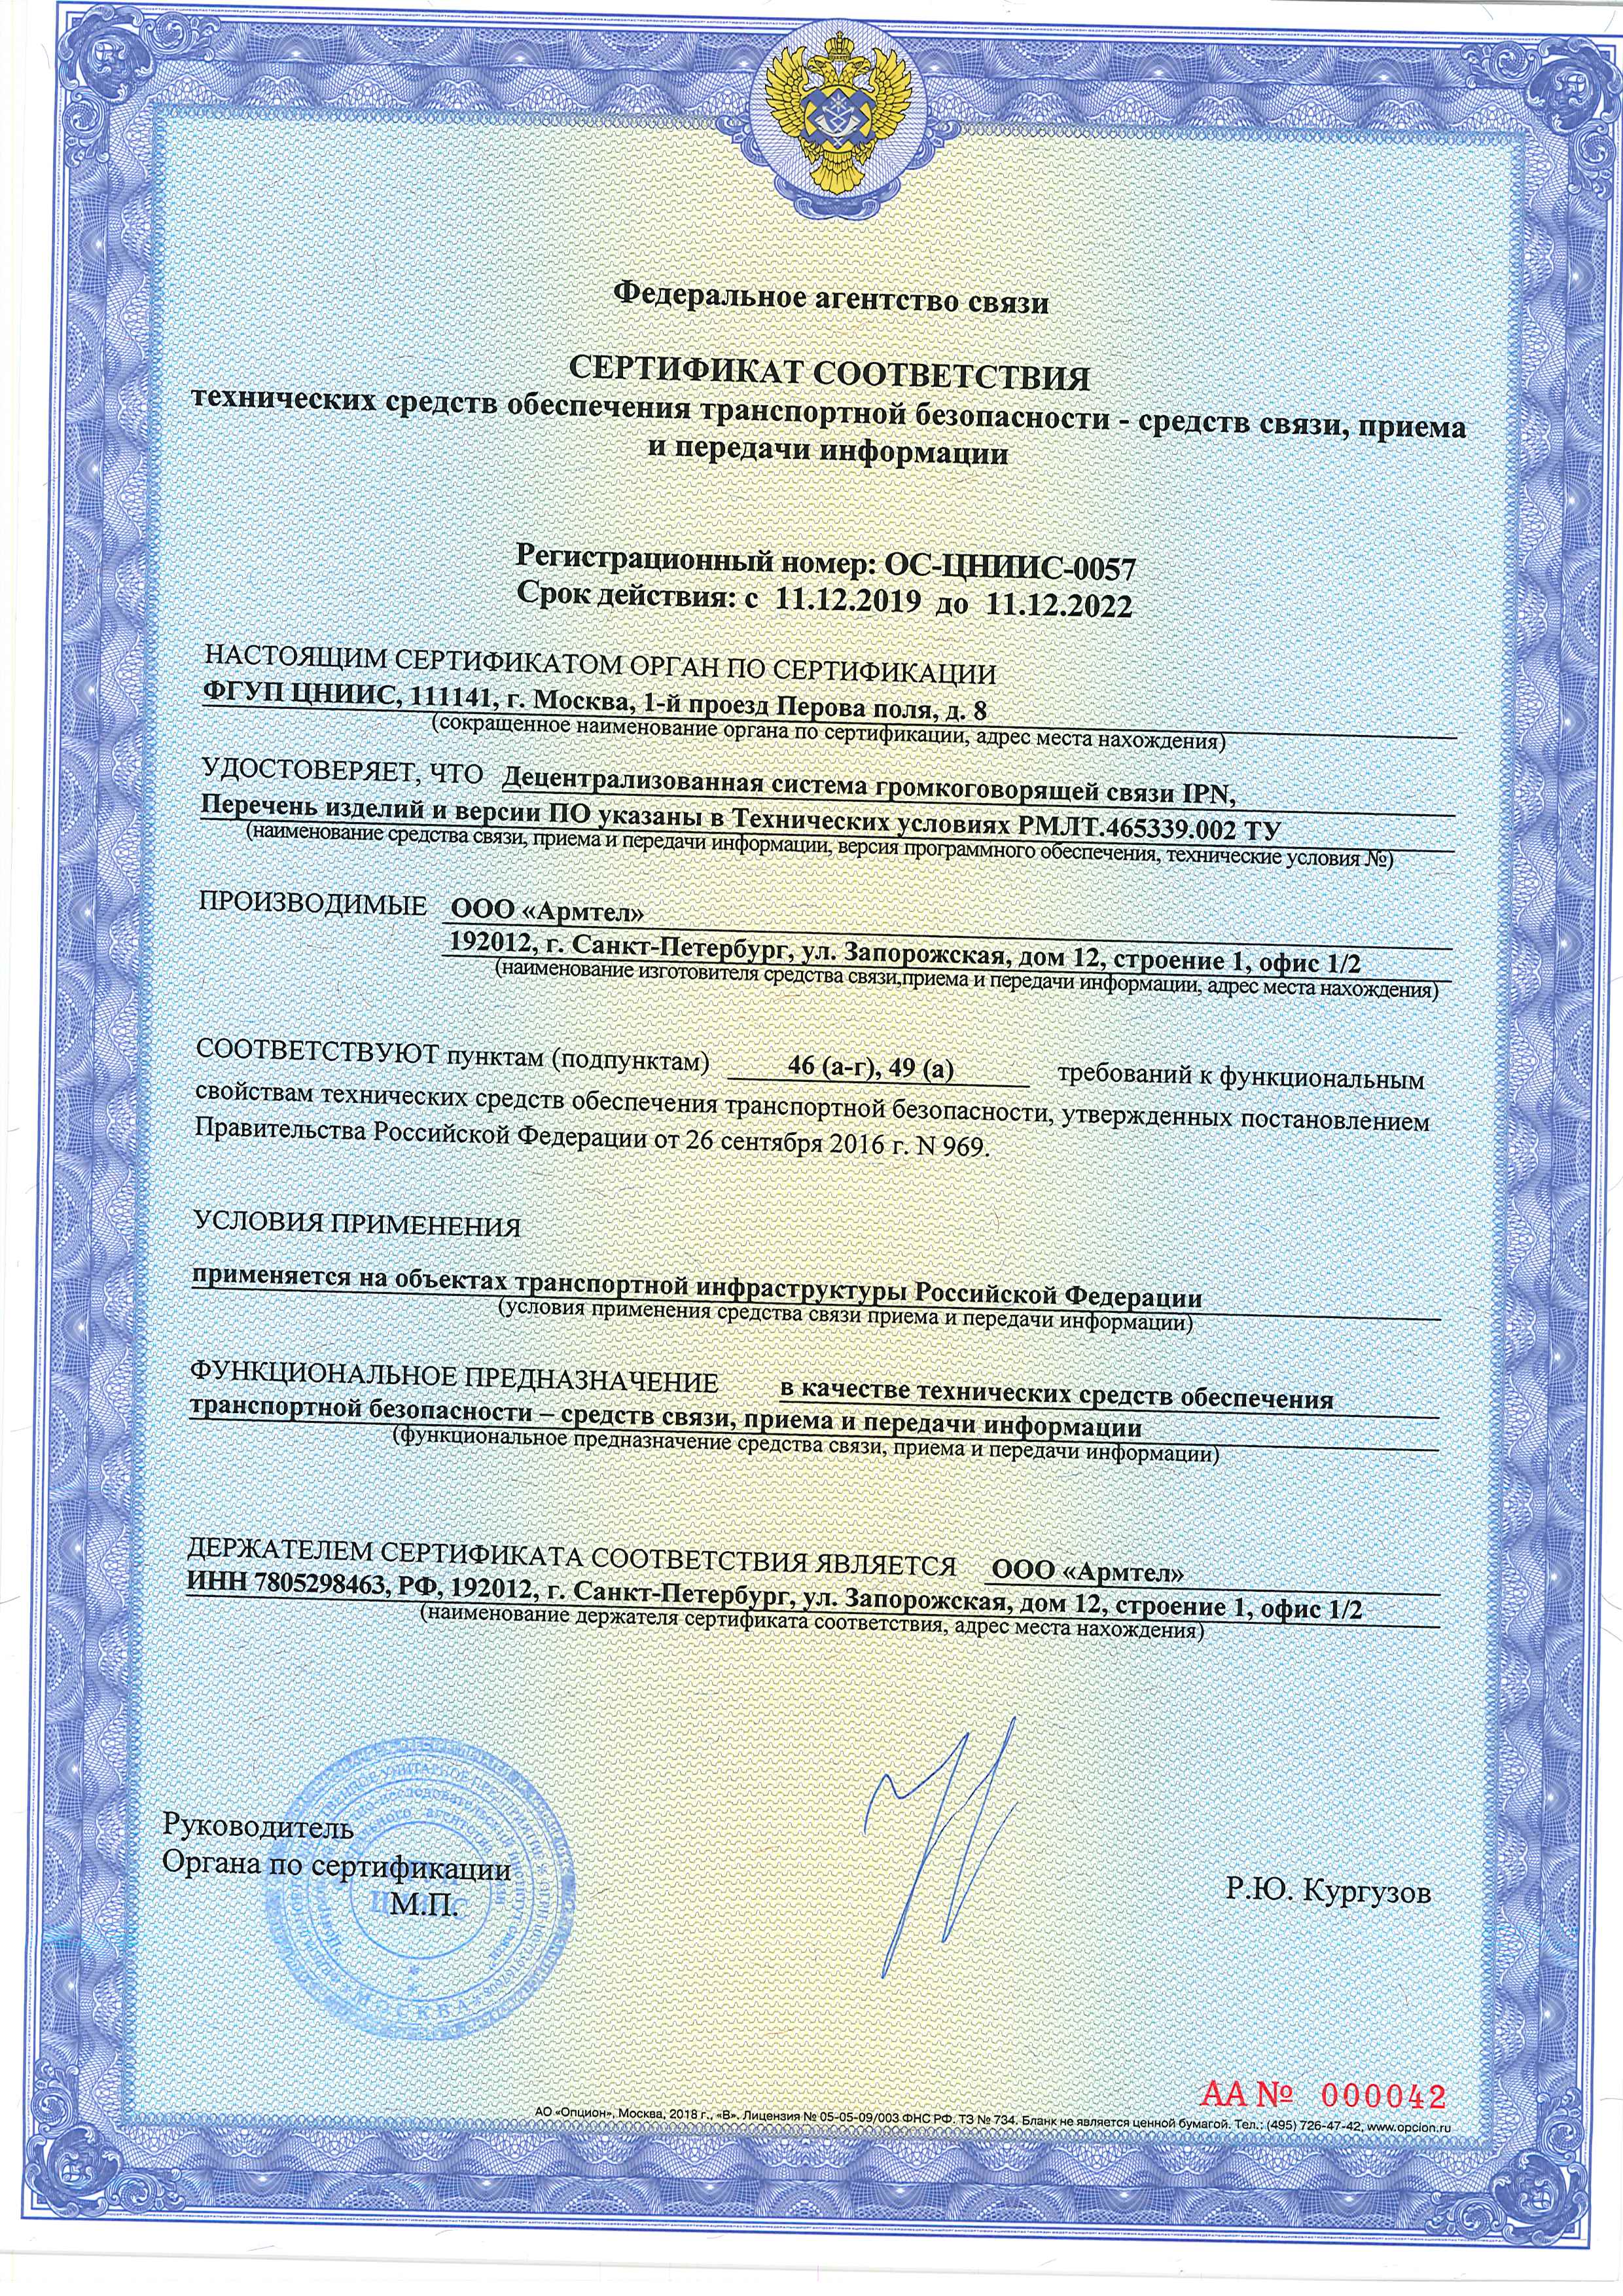 Федеральное агентство связи
СЕРТИФИКАТ СООТВЕТСТВИЯ
технических средств обеспечения транспортной безопасности - средств связи, приема
и передачи информации
Регистрационный номер: ОС-ЦНИИС-0057
Срок действия: с 11.12.2019 до 11.12.2022
НАСТОЯЩИМ СЕРТИФИКАТОМ ОРГАН ПО СЕРТИФИКАЦИИ
ФГУП ЦНИИС, 111141, г. Москва, 1-й проезд Перова поля, д. 8
(сокращенное наименование органа по сертификации, адрес места нахождения)
УДОСТОВЕРЯЕТ, ЧТО Децентрализованная система громкоговорящей связи IPN,
Перечень изделий и версии ПО указаны в Технических условиях РМЛТ.465339.002 ТУ
(наименование средства связи, приема и передачи информации, версия программного обеспечения, технические условия №)
ПРОИЗВОДИМЫЕ ООО «Армтел»
192012, г. Санкт-Петербург, ул. Запорожская, дом 12, строение 1, офис 1/2
(наименование изготовителя средства связи,приема и передачи информации, адрес места нахождения)
СООТВЕТСТВУЮТ пунктам (подпунктам) 46 (а-г), 49 (а) требований к функциональным
свойствам технических средств обеспечения транспортной безопасности, утвержденных постановлением
Правительства Российской Федерации от 26 сентября 2016 г. N 969.
УСЛОВИЯ ПРИМЕНЕНИЯ
применяется на объектах транспортной инфраструктуры Российской Федерации
(условия применения средства связи приема и передачи информации)
ФУНКЦИОНАЛЬНОЕ ПРЕДНАЗНАЧЕНИЕ в качестве технических средств обеспечения
транспортной безопасности – средств связи, приема и передачи информации
(функциональное предназначение средства связи, приема и передачи информации)
ДЕРЖАТЕЛЕМ СЕРТИФИКАТА СООТВЕТСТВИЯ ЯВЛЯЕТСЯ ООО «Армтел»
ИНН 7805298463, РФ, 192012, г. Санкт-Петербург, ул. Запорожская, дом 12, строение 1, офис 1/2
(наименование держателя сертификата соответствия, адрес места нахождения)
Руководитель
Органа по сертификации
М.П.
Р.Ю. Кургузов
УНИТАРНОЕ
МОСКВА
АА № 000042
АО «Опцион», Москва, 2018 г., «В». Лицензия № 05-05-09/003 ФНС РФ. ТЗ № 734. Бланк не является ценной бумагой. Тел.: (495) 726-47-42, www.opcion.ru